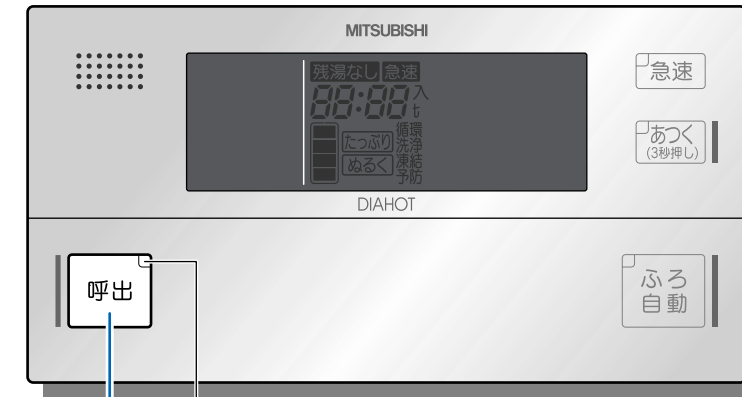 MITSUBISHI
残湯なし 急速
88:88 入
t
たっぷり 循環
洗浄
ぬるく 凍結
予防
急速
あつく
(3秒押し)
DIAHOT
呼出
ふろ
自動